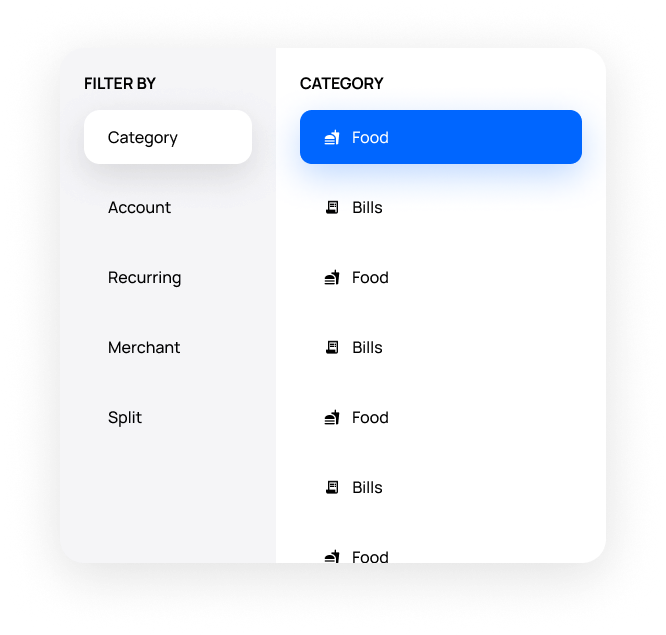 FILTER BY
Category
Account
Recurring
Merchant
Split
CATEGORY
Food
Bills
Food
Bills
Food
Bills
Food